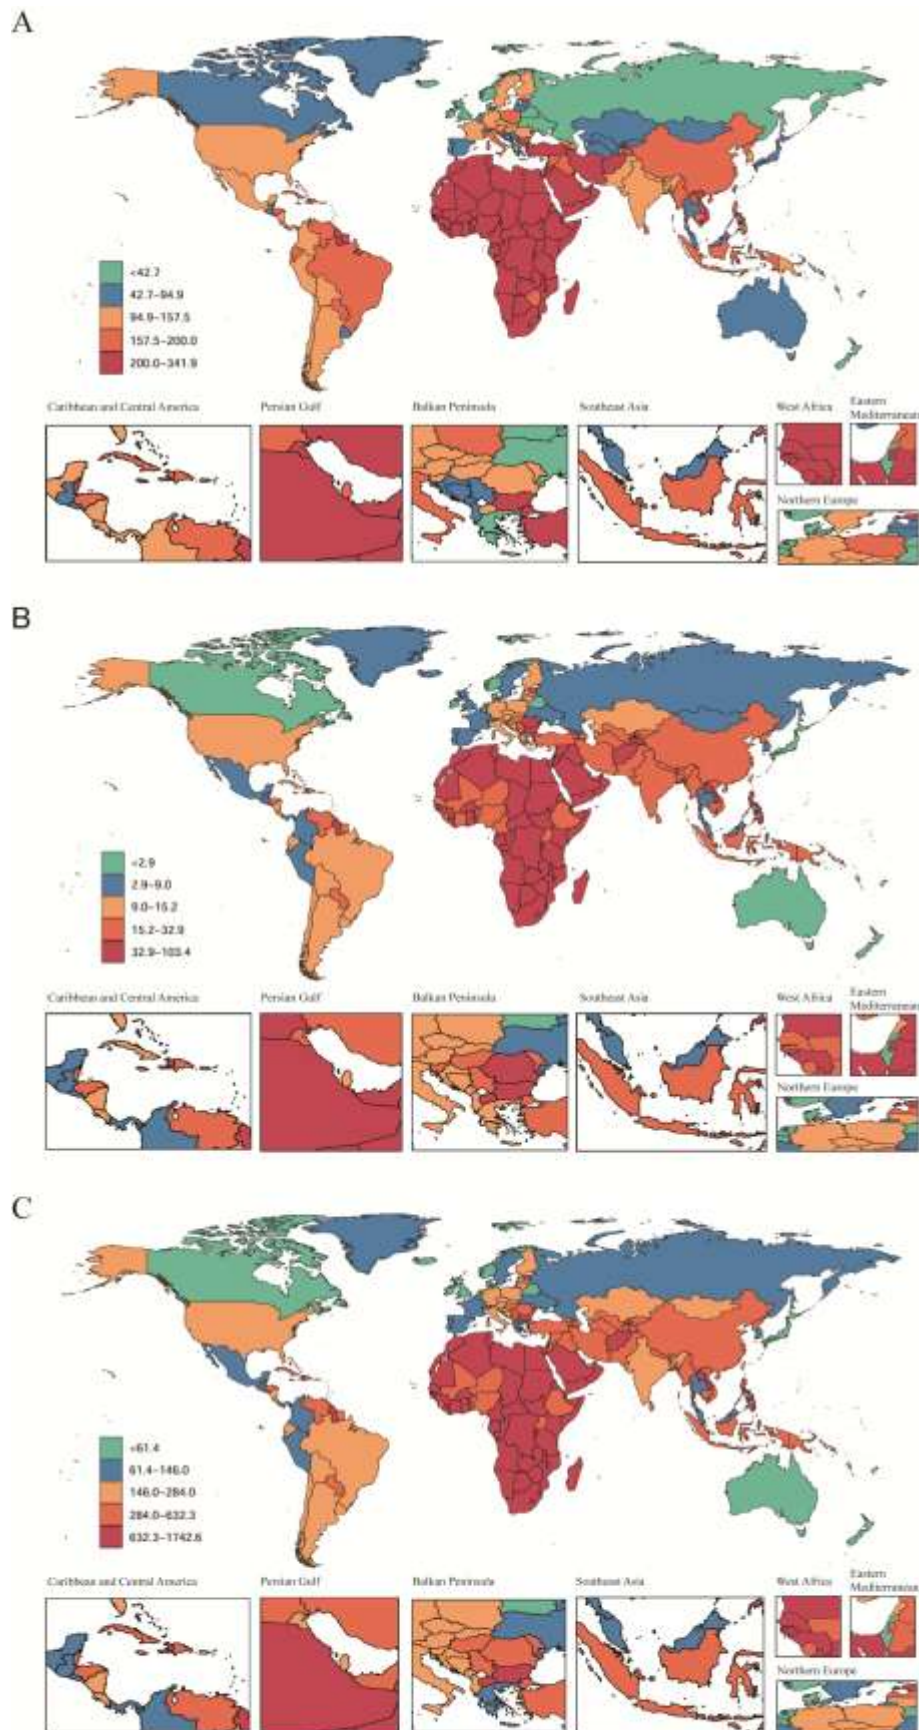 A
<42.7
42.7–94.9
94.9–157.5
157.5–200.0
200.0–341.9
Caribbean and Central America
Persian Gulf
Balkan Peninsula
Southeast Asia
West Africa
Eastern
Mediterranean
Northern Europe
B
<2.9
2.9–9.0
9.0–15.2
15.2–32.9
32.9–103.4
Caribbean and Central America
Persian Gulf
Balkan Peninsula
Southeast Asia
West Africa
Eastern
Mediterranean
Northern Europe
C
<61.4
61.4–146.0
146.0–284.0
284.0–632.3
632.3–1742.6
Caribbean and Central America
Persian Gulf
Balkan Peninsula
Southeast Asia
West Africa
Eastern
Mediterranean
Northern Europe